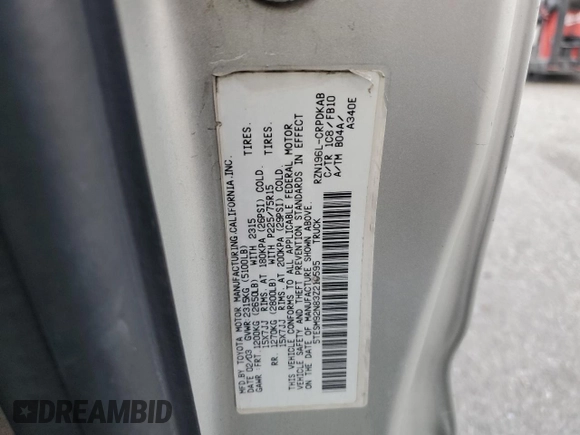 MFD.BY TOYOTA MOTOR MANUFACTURING,CALIFORNIA,INC.
DATE 02/03 GVWR 2315KG (5100LB)
GAWR FRT 1200KG (2650LB) WITH 2315 TIRES.
15X7JJ RIMS. AT 180KPA (26PSI) COLD.
RR. 1270KG (2800LB) WITH P225/75R15 TIRES.
15X7JJ RIMS. AT 200KPA (29PSI) COLD.
THIS VEHICLE CONFORMS TO ALL APPLICABLE FEDERAL MOTOR
VEHICLE SAFETY AND THEFT PREVENTION STANDARDS IN EFFECT
ON THE DATE OF MANUFACTURE SHOWN ABOVE.
5TESM92N83Z210595 TRUCK
RZN196L-CRPDKAB
C/TR 1C8/FB10
A/TM B04A/
A340E
DREAMBID